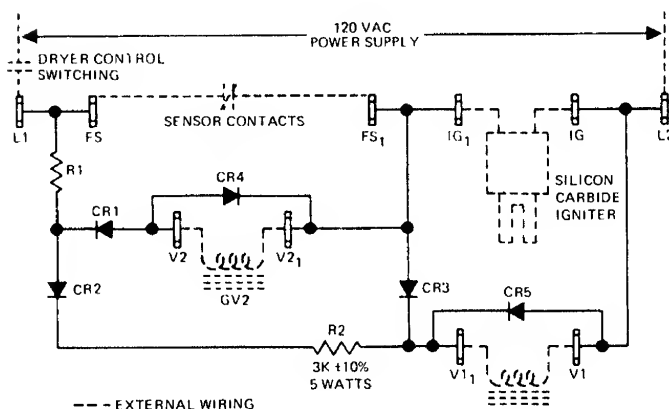 120 VAC
POWER SUPPLY
DRYER CONTROL
SWITCHING
SENSOR CONTACTS
L1
FS
FS1
IG1
IG
R1
CR4
SILICON
CARBIDE
IGNITER
CR1
V2
V21
GV2
CR2
CR3
CR5
R2
3K ±10%
5 WATTS
V11
V1
--- EXTERNAL WIRING